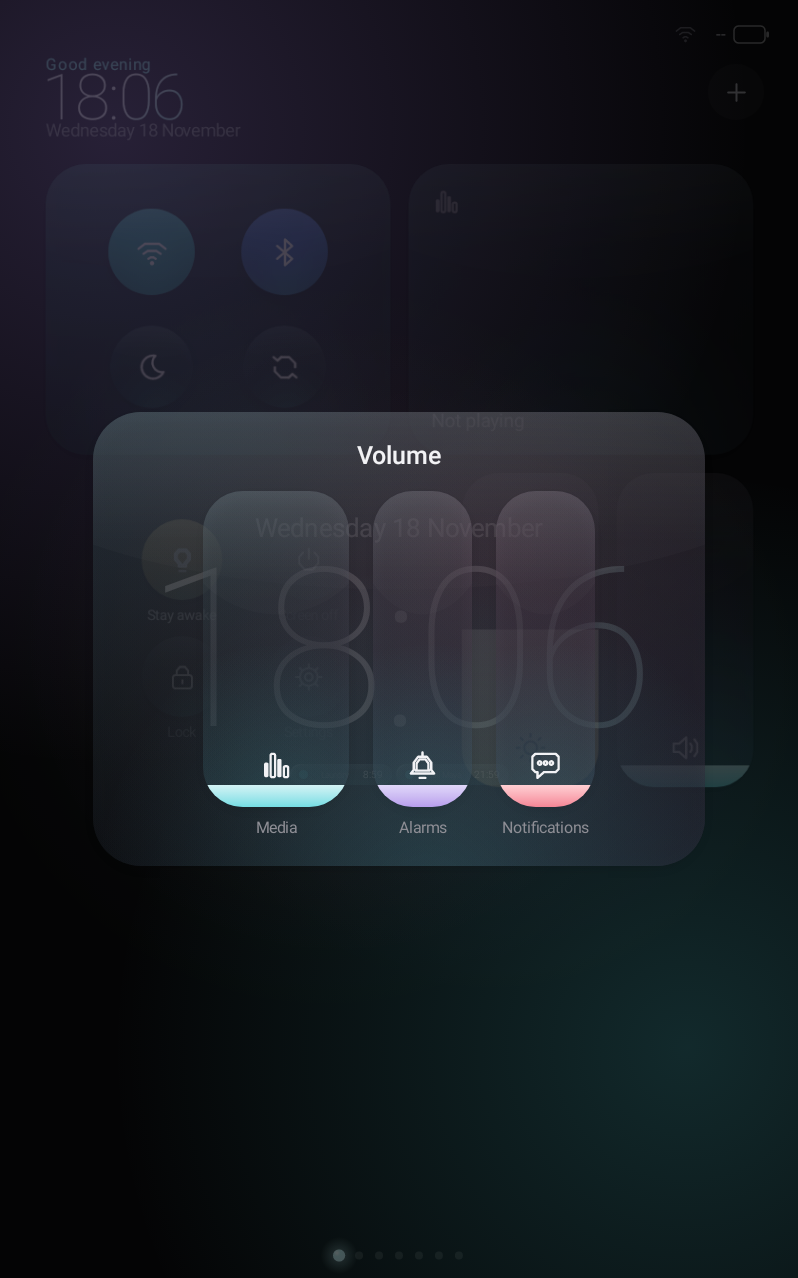 --
Good evening
18:06
Wednesday 18 November
Not playing
Volume
Wednesday 18 November
18:06
Stay awake
Lock
Media
Alarms
Notifications